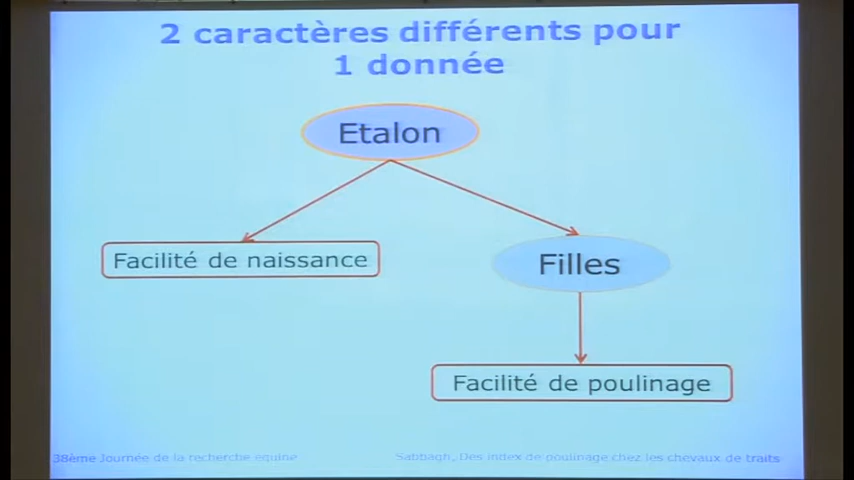 2 caractères différents pour
1 donnée
Etalon
Facilité de naissance
Filles
Facilité de poulinage
38ème Journée de la recherche équine
Sabbagh, Des index de poulinage chez les chevaux de traits